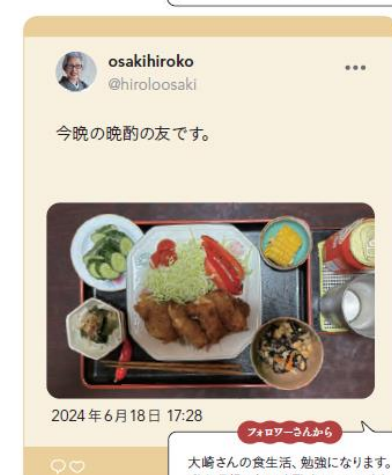 osakihiroko
@hiroloosaki
今晩の晩酌の友です。
2024年6月18日 17:28
フォロワーさんから
大崎さんの食生活、勉強になります。